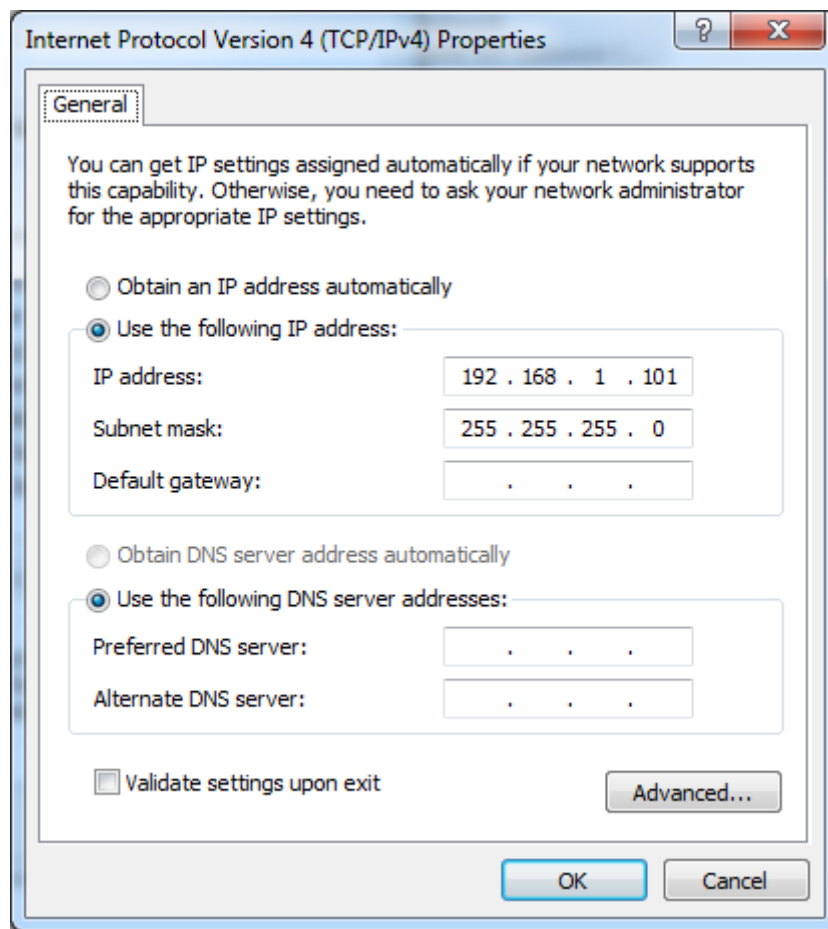 Internet Protocol Version 4 (TCP/IPv4) Properties
?
X
General
You can get IP settings assigned automatically if your network supports
this capability. Otherwise, you need to ask your network administrator
for the appropriate IP settings.
Obtain an IP address automatically
Use the following IP address:
IP address: 192 . 168 . 1 . 101
Subnet mask: 255 . 255 . 255 . 0
Default gateway: . . .
Obtain DNS server address automatically
Use the following DNS server addresses:
Preferred DNS server: . . .
Alternate DNS server: . . .
Validate settings upon exit
Advanced...
OK Cancel